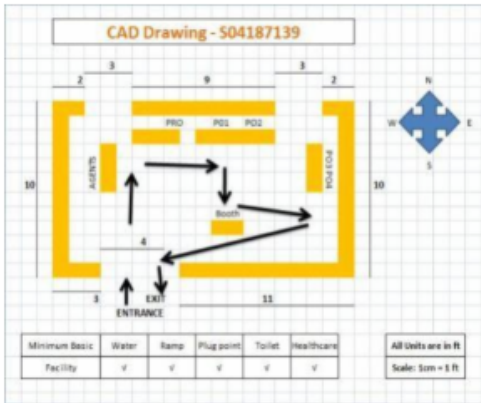 CAD Drawing - S04187139
3
3
2
9
2
N
PRO
PO1
PO2
W
E
AGENTS
PO3 PO4
S
10
10
Booth
4
3
EXIT
11
ENTRANCE
Minimum Basic Water Ramp Plug point Toilet Healthcare
Facility √ √ √ √ √
All Units are in ft
Scale: 1cm = 1 ft